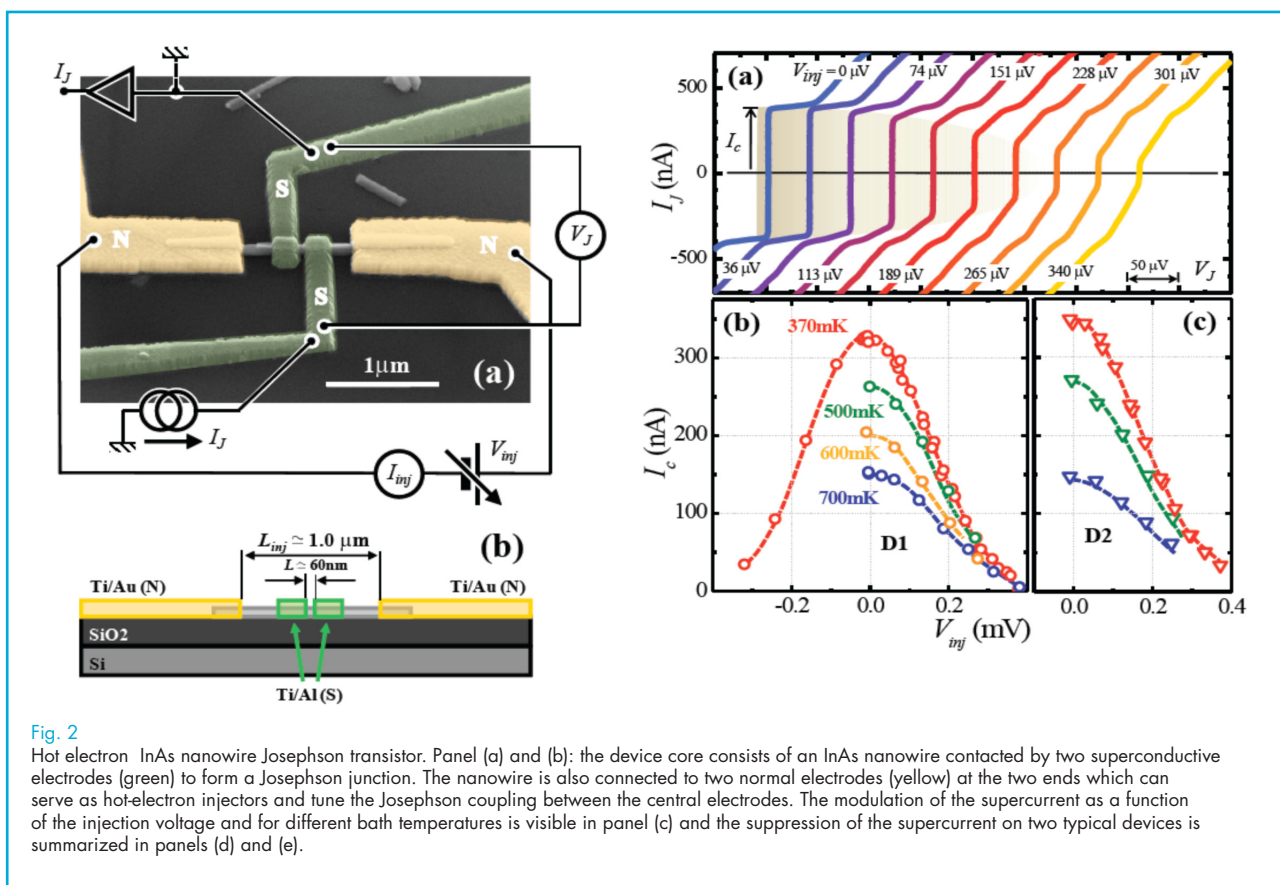 I_J
S
N
N
S
V_J
1μm
(a)
I_J
I_inj
V_inj
(b)
L_inj ≃ 1.0 μm
L ≃ 60nm
Ti/Au (N)
Ti/Au (N)
SiO2
Si
Ti/Al (S)
(a)
V_inj = 0 μV
74 μV
151 μV
228 μV
301 μV
500
0
-500
I_J (nA)
I_c
36 μV
113 μV
189 μV
265 μV
340 μV
50 μV
V_J
(b)
370mK
500mK
600mK
700mK
D1
(c)
D2
300
200
100
0
I_c (nA)
-0.2
0.0
0.2
0.0
0.2
0.4
V_inj (mV)
Fig. 2
Hot electron InAs nanowire Josephson transistor. Panel (a) and (b): the device core consists of an InAs nanowire contacted by two superconductive
electrodes (green) to form a Josephson junction. The nanowire is also connected to two normal electrodes (yellow) at the two ends which can
serve as hot-electron injectors and tune the Josephson coupling between the central electrodes. The modulation of the supercurrent as a function
of the injection voltage and for different bath temperatures is visible in panel (c) and the suppression of the supercurrent on two typical devices is
summarized in panels (d) and (e).